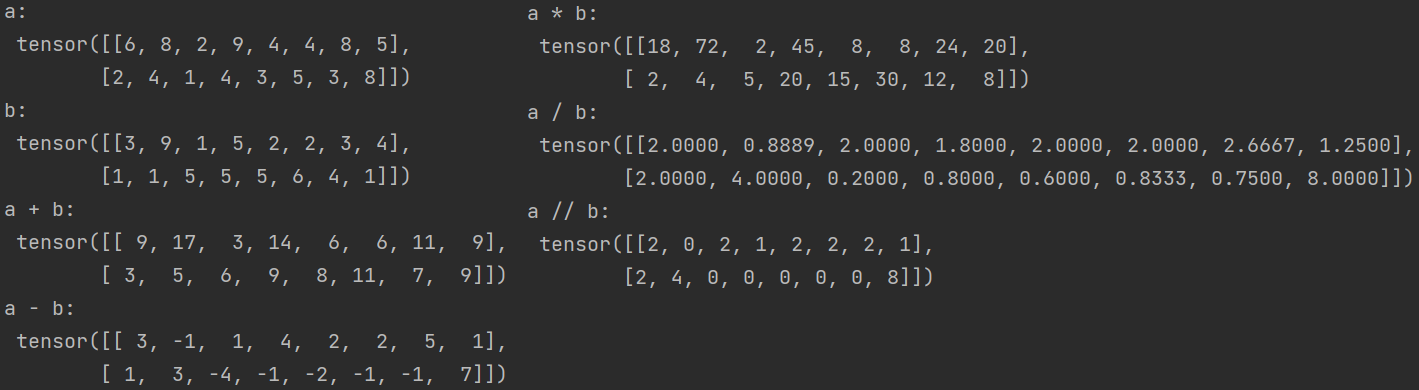 a:
 tensor([[6, 8, 2, 9, 4, 4, 8, 5],
        [2, 4, 1, 4, 3, 5, 3, 8]])
b:
 tensor([[3, 9, 1, 5, 2, 2, 3, 4],
        [1, 1, 5, 5, 5, 6, 4, 1]])
a + b:
 tensor([[ 9, 17,  3, 14,  6,  6, 11,  9],
        [ 3,  5,  6,  9,  8, 11,  7,  9]])
a - b:
 tensor([[ 3, -1,  1,  4,  2,  2,  5,  1],
        [ 1,  3, -4, -1, -2, -1, -1,  7]])
a * b:
 tensor([[18, 72,  2, 45,  8,  8, 24, 20],
        [ 2,  4,  5, 20, 15, 30, 12,  8]])
a / b:
 tensor([[2.0000, 0.8889, 2.0000, 1.8000, 2.0000, 2.0000, 2.6667, 1.2500],
        [2.0000, 4.0000, 0.2000, 0.8000, 0.6000, 0.8333, 0.7500, 8.0000]])
a // b:
 tensor([[2, 0, 2, 1, 2, 2, 2, 1],
        [2, 4, 0, 0, 0, 0, 0, 8]])